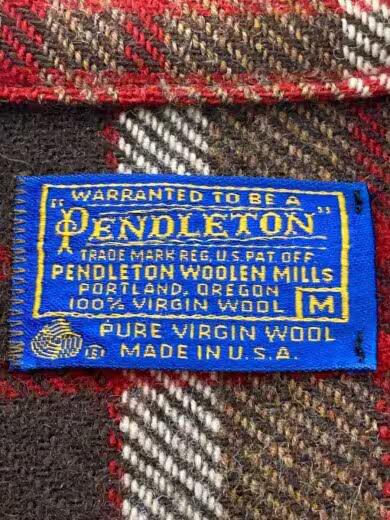 WARRANTED TO BE A
"PENDLETON"
TRADE MARK REG. U.S. PAT. OFF.
PENDLETON WOOLEN MILLS
PORTLAND, OREGON
100% VIRGIN WOOL M
PURE VIRGIN WOOL
MADE IN U.S.A.